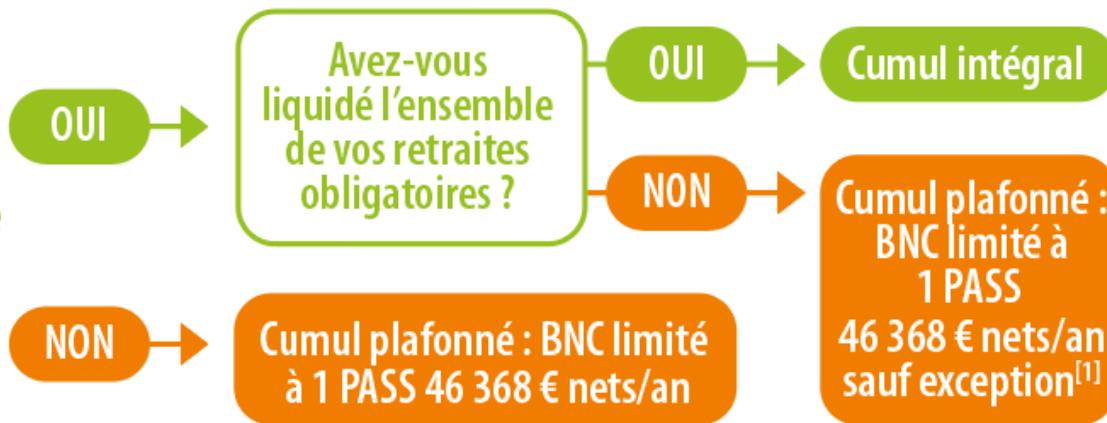 OUI
Avez-vous
liquidé l'ensemble
de vos retraites
obligatoires ?
OUI
Cumul intégral
NON
Cumul plafonné :
BNC limité à
1 PASS
46 368 € nets/an
sauf exception[1]
NON
Cumul plafonné : BNC limité
à 1 PASS 46 368 € nets/an